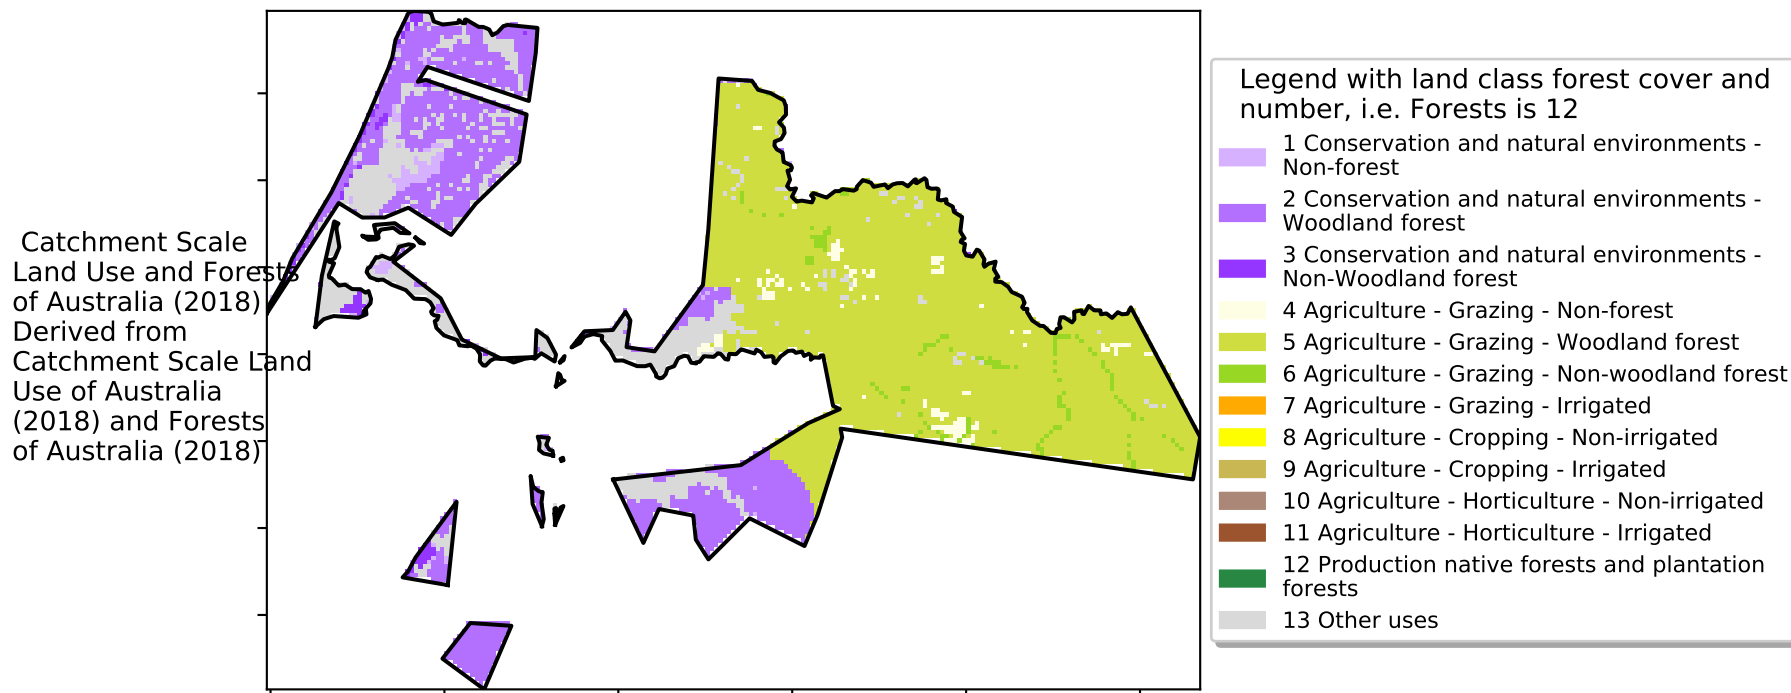 Catchment Scale
Land Use and Forests
of Australia (2018)
Derived from
Catchment Scale Land
Use of Australia
(2018) and Forests
of Australia (2018)
Legend with land class forest cover and
number, i.e. Forests is 12
1 Conservation and natural environments -
Non-forest
2 Conservation and natural environments -
Woodland forest
3 Conservation and natural environments -
Non-Woodland forest
4 Agriculture - Grazing - Non-forest
5 Agriculture - Grazing - Woodland forest
6 Agriculture - Grazing - Non-woodland forest
7 Agriculture - Grazing - Irrigated
8 Agriculture - Cropping - Non-irrigated
9 Agriculture - Cropping - Irrigated
10 Agriculture - Horticulture - Non-irrigated
11 Agriculture - Horticulture - Irrigated
12 Production native forests and plantation
forests
13 Other uses